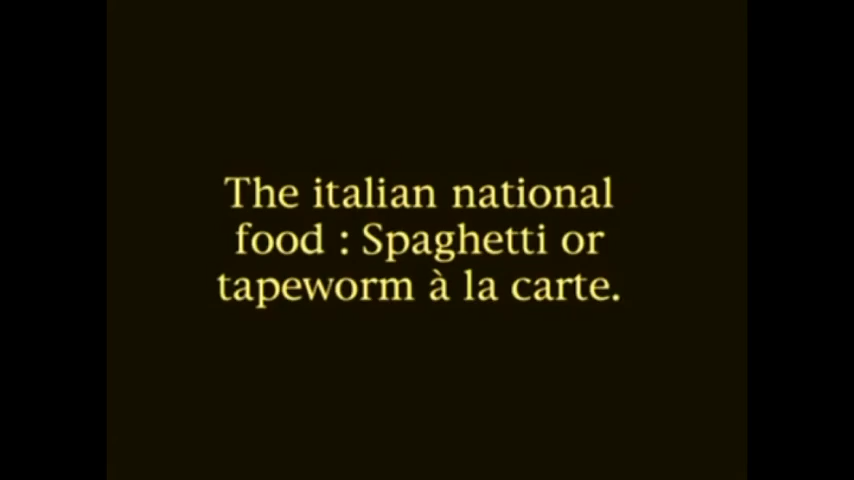 The italian national
food : Spaghetti or
tapeworm à la carte.